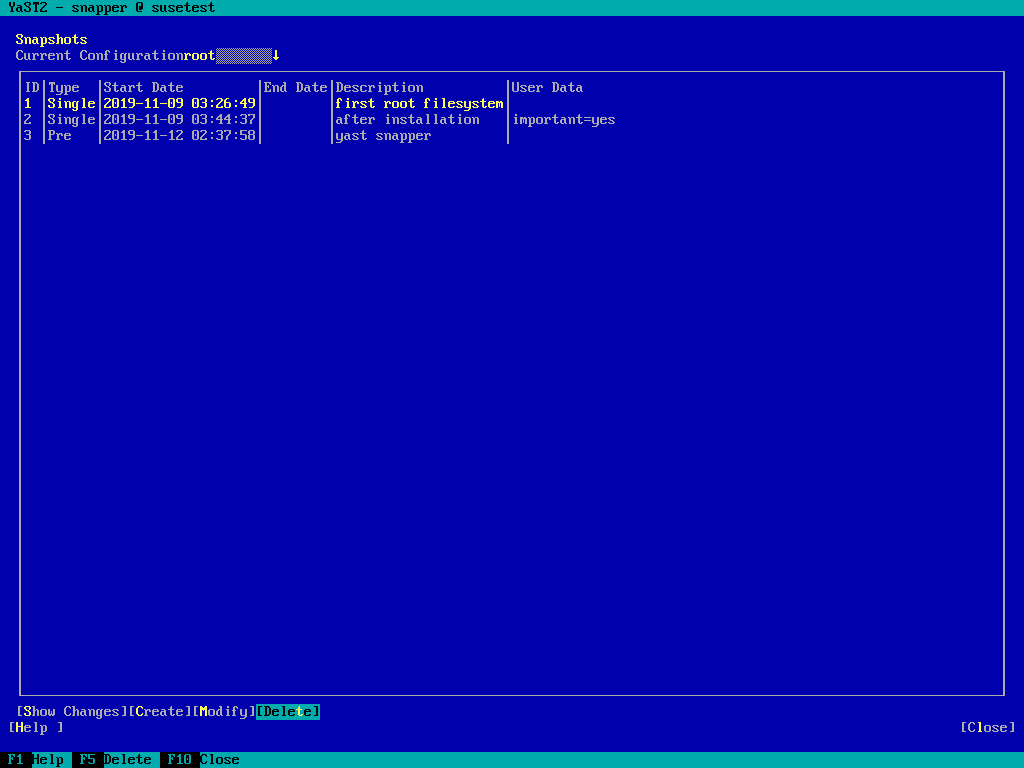 YaST2 - snapper @ susetest
Snapshots
Current Configuration root ↓
ID|Type |Start Date |End Date|Description |User Data
1 |Single|2019-11-09 03:26:49| |first root filesystem|
2 |Single|2019-11-09 03:44:37| |after installation |important=yes
3 |Pre |2019-11-12 02:37:58| |yast snapper |
[Show Changes][Create][Modify][Delete]
[Help ] [Close]
F1 Help F5 Delete F10 Close